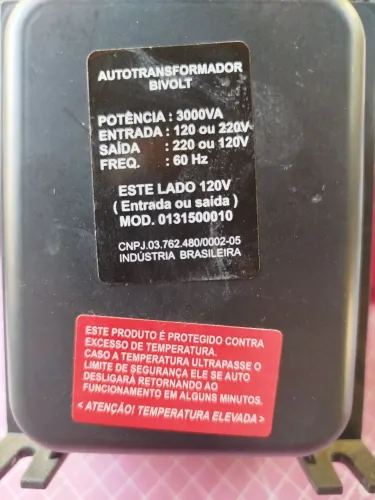 AUTOTRANSFORMADOR
BIVOLT
POTÊNCIA : 3000VA
ENTRADA : 120 ou 220V
SAÍDA : 220 ou 120V
FREQ. : 60 Hz
ESTE LADO 120V
( Entrada ou saída )
MOD. 0131500010
CNPJ.03.762.480/0002-05
INDÚSTRIA BRASILEIRA
ESTE PRODUTO É PROTEGIDO CONTRA
EXCESSO DE TEMPERATURA.
CASO A TEMPERATURA ULTRAPASSE O
LIMITE DE SEGURANÇA ELE SE AUTO
DESLIGARÁ RETORNANDO AO
FUNCIONAMENTO EM ALGUNS MINUTOS.
< ATENÇÃO! TEMPERATURA ELEVADA >